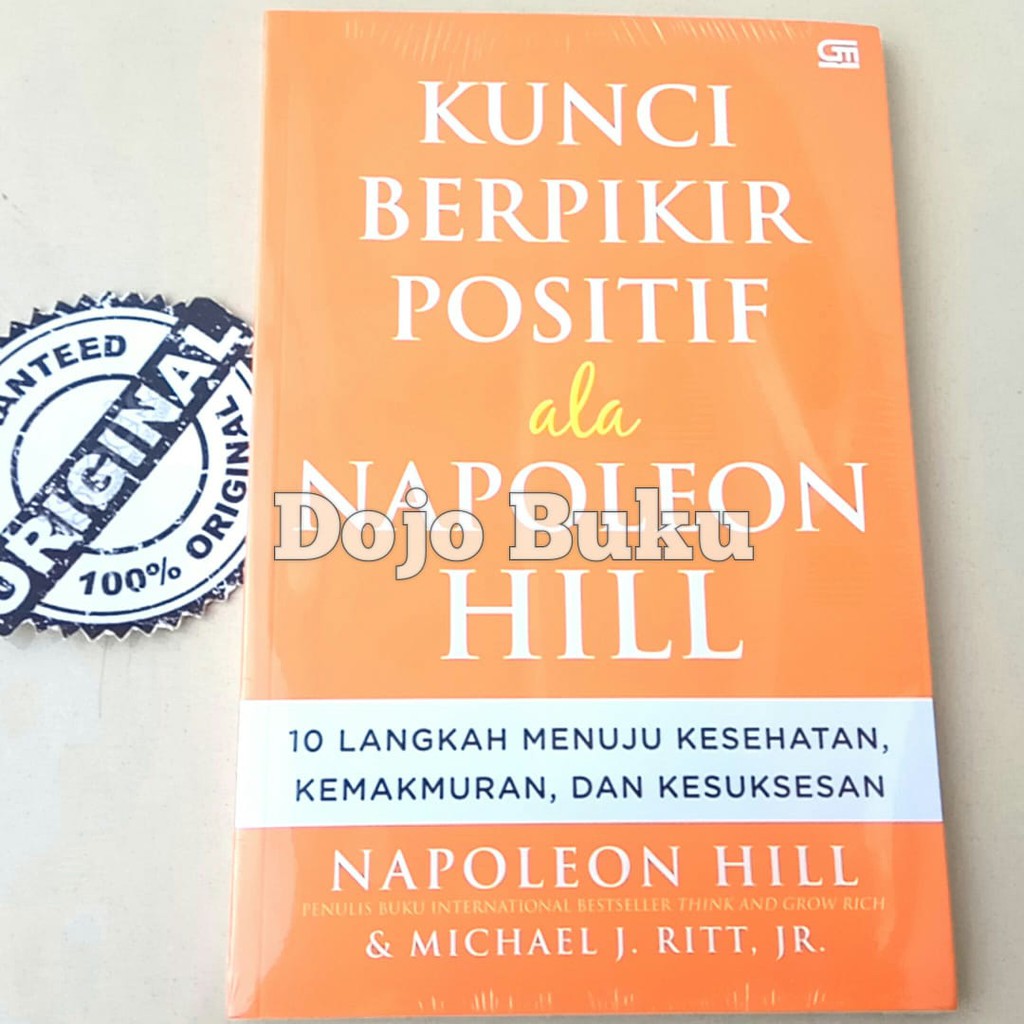 GM
KUNCI
BERPIKIR
POSITIF
ala
NAPOLEON
HILL
Dojo Buku
10 LANGKAH MENUJU KESEHATAN,
KEMAKMURAN, DAN KESUKSESAN
NAPOLEON HILL
PENULIS BUKU INTERNATIONAL BESTSELLER THINK AND GROW RICH
& MICHAEL J. RITT, JR.
ANTEED
ORIGINAL
100% ORIGINAL